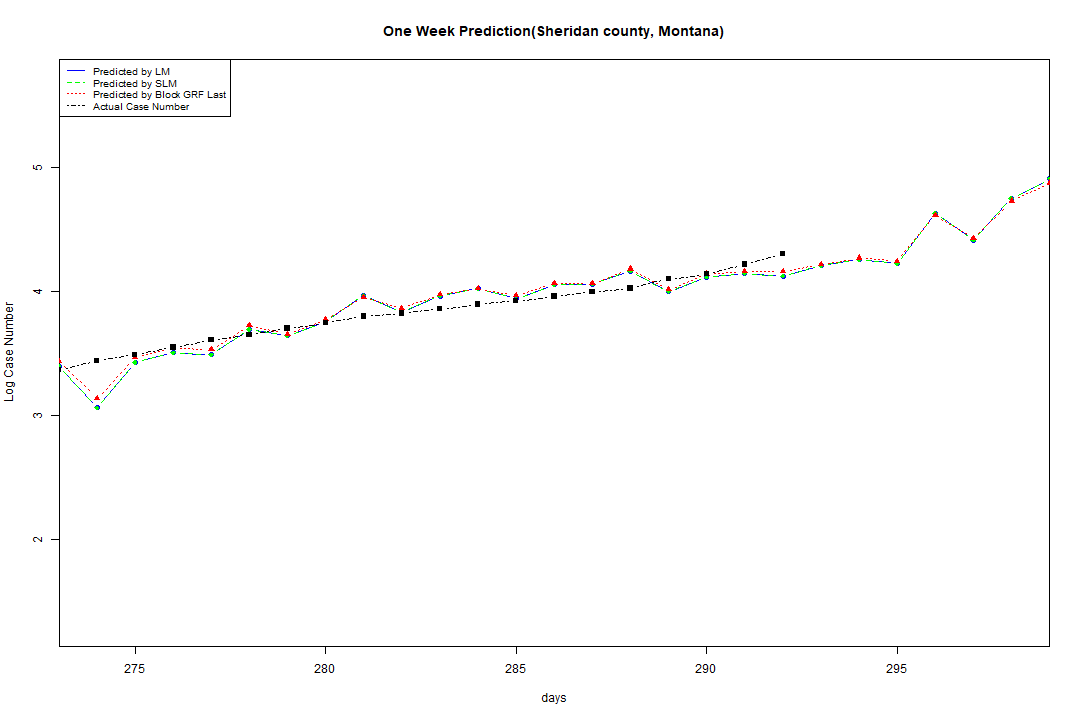 One Week Prediction(Sheridan county, Montana)
Predicted by LM
Predicted by SLM
Predicted by Block GRF Last
Actual Case Number
5
4
3
2
Log Case Number
275 280 285 290 295
days